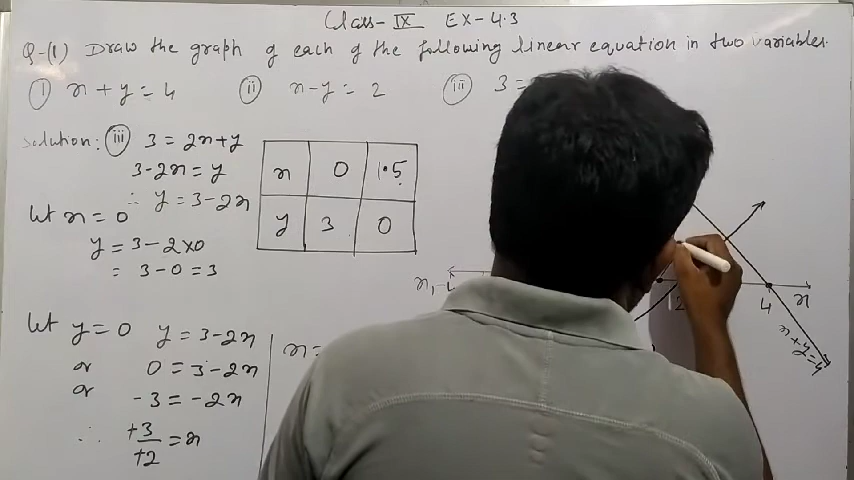 Class-IX EX-4.3
Q-(1) Draw the graph of each of the following linear equation in two variables.
(i) x + y = 4 (ii) x-y = 2 (iii) 3 =
Solution: (iii) 3 = 2x+y
3-2x = y
∴ y = 3-2x
let x = 0
y = 3-2x0
= 3-0 = 3
x 0 1.5
y 3 0
let y = 0 y = 3-2x
or 0 = 3-2x
or -3 = -2x
∴ +3/+2 = x
x =
2 4 x
x+y=4